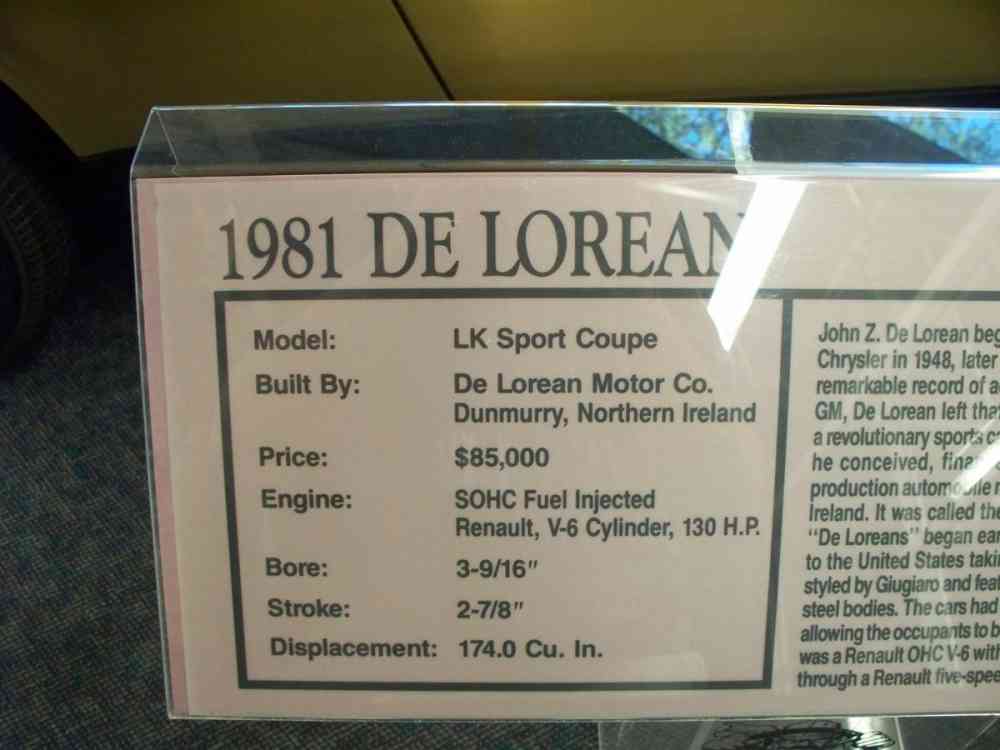 1981 DE LOREAN
Model: LK Sport Coupe
Built By: De Lorean Motor Co.
Dunmurry, Northern Ireland
Price: $85,000
Engine: SOHC Fuel Injected
Renault, V-6 Cylinder, 130 H.P.
Bore: 3-9/16"
Stroke: 2-7/8"
Displacement: 174.0 Cu. In.
John Z. De Lorean
Chrysler in 1948, later
remarkable record of
GM, De Lorean left
a revolutionary sports
he conceived,
production automobile
Ireland. It was called
"De Loreans" began
to the United States
styled by Giugiaro and
steel bodies. The cars had
allowing the occupants to
was a Renault OHC V-6 with
through a Renault